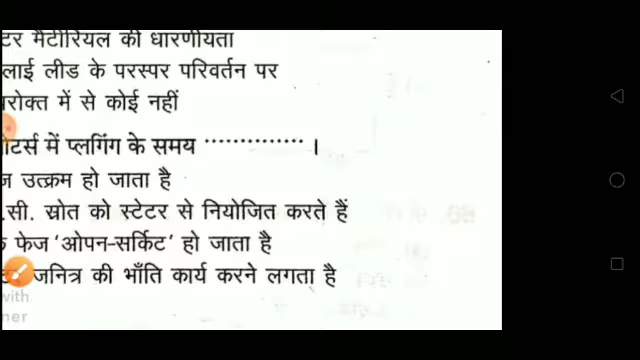 टर मैटीरियल की धारणीयता
लाई लीड के परस्पर परिवर्तन पर
रोक्त में से कोई नहीं
ोटर्स में प्लगिंग के समय .............. ।
ज उत्क्रम हो जाता है
.सी. स्रोत को स्टेटर से नियोजित करते हैं
फेज 'ओपन-सर्किट' हो जाता है
जनित्र की भाँति कार्य करने लगता है
with
ner